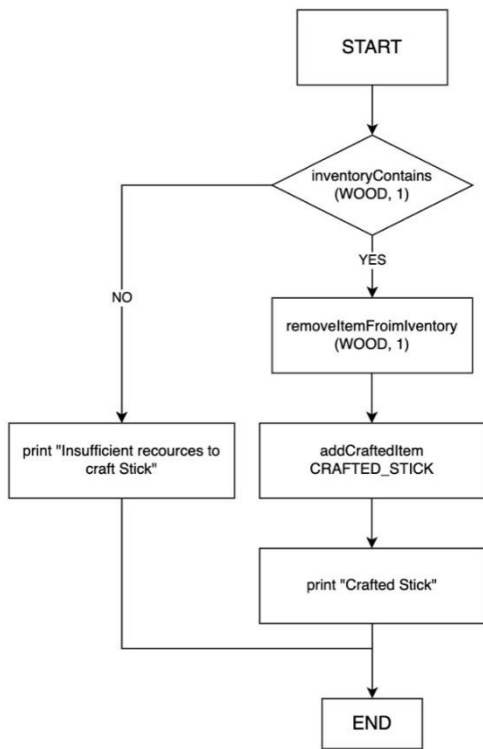 START
inventoryContains
(WOOD, 1)
YES
NO
removeItemFroimIventory
(WOOD, 1)
print "Insufficient recources to
craft Stick"
addCraftedItem
CRAFTED_STICK
print "Crafted Stick"
END